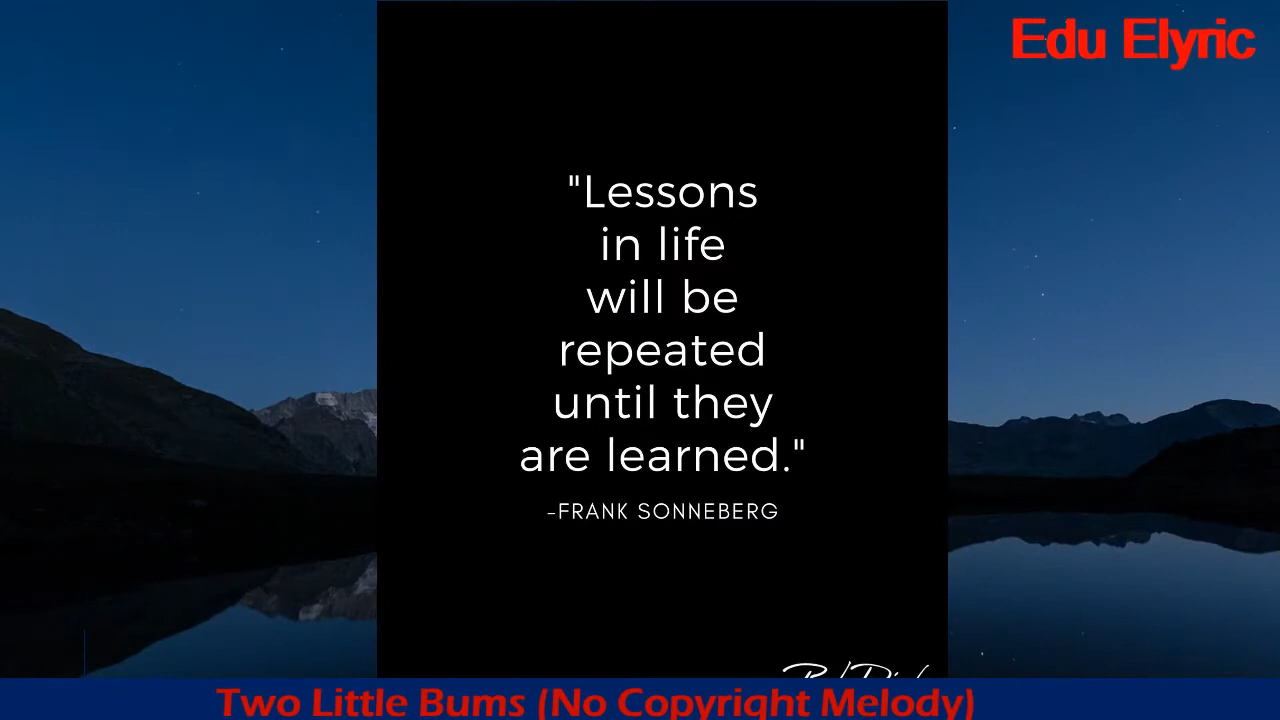 Edu Elyric
"Lessons
in life
will be
repeated
until they
are learned."
–FRANK SONNEBERG
Two Little Bums (No Copyright Melody)